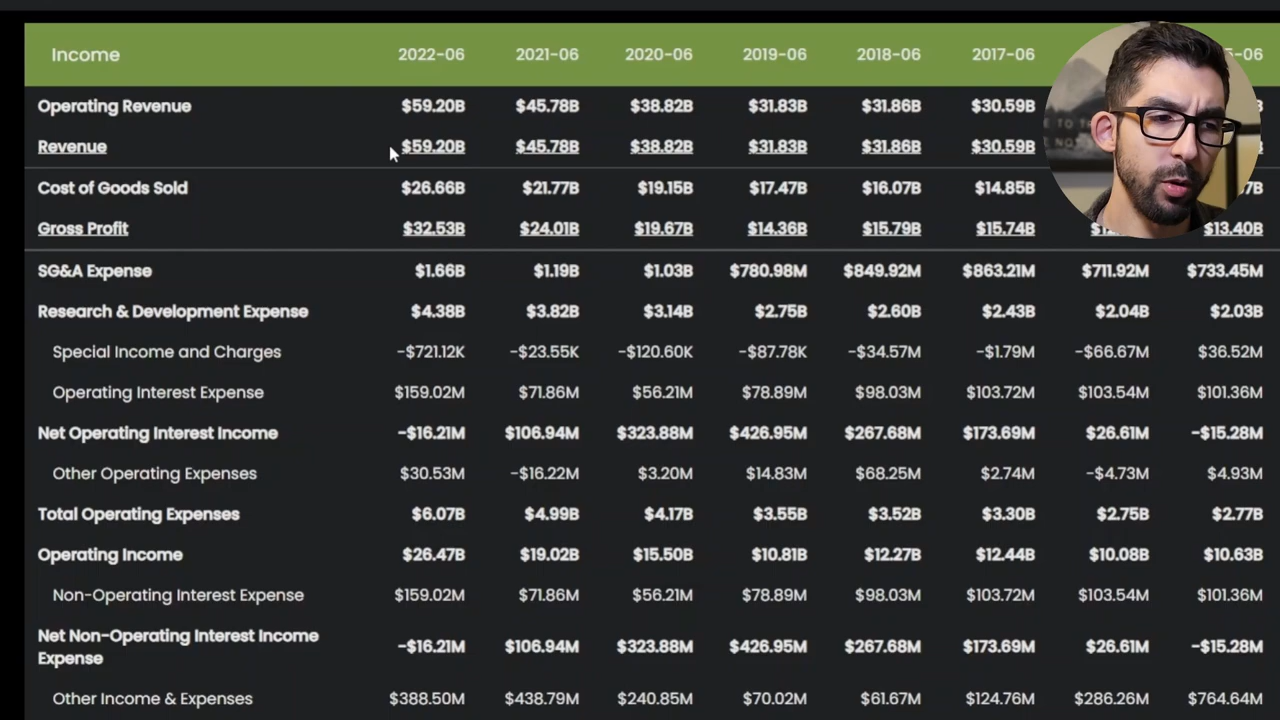 Income 2022-06 2021-06 2020-06 2019-06 2018-06 2017-06 5-06
Operating Revenue $59.20B $45.78B $38.82B $31.83B $31.86B $30.59B
Revenue $59.20B $45.78B $38.82B $31.83B $31.86B $30.59B
Cost of Goods Sold $26.66B $21.77B $19.15B $17.47B $16.07B $14.85B
Gross Profit $32.53B $24.01B $19.67B $14.36B $15.79B $15.74B $13.40B
SG&A Expense $1.66B $1.19B $1.03B $780.98M $849.92M $863.21M $711.92M $733.45M
Research & Development Expense $4.38B $3.82B $3.14B $2.75B $2.60B $2.43B $2.04B $2.03B
Special Income and Charges -$721.12K -$23.55K -$120.60K -$87.78K -$34.57M -$1.79M -$66.67M $36.52M
Operating Interest Expense $159.02M $71.86M $56.21M $78.89M $98.03M $103.72M $103.54M $101.36M
Net Operating Interest Income -$16.21M $106.94M $323.88M $426.95M $267.68M $173.69M $26.61M -$15.28M
Other Operating Expenses $30.53M -$16.22M $3.20M $14.83M $68.25M $2.74M -$4.73M $4.93M
Total Operating Expenses $6.07B $4.99B $4.17B $3.55B $3.52B $3.30B $2.75B $2.77B
Operating Income $26.47B $19.02B $15.50B $10.81B $12.27B $12.44B $10.08B $10.63B
Non-Operating Interest Expense $159.02M $71.86M $56.21M $78.89M $98.03M $103.72M $103.54M $101.36M
Net Non-Operating Interest Income
Expense -$16.21M $106.94M $323.88M $426.95M $267.68M $173.69M $26.61M -$15.28M
Other Income & Expenses $388.50M $438.79M $240.85M $70.02M $61.67M $124.76M $286.26M $764.64M